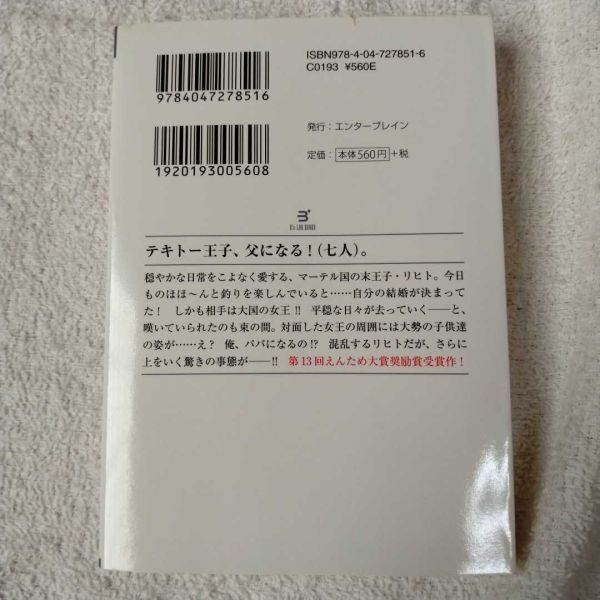 ISBN978-4-04-727851-6
C0193 ¥560E
9784047278516
発行：エンターブレイン
定価：本体560円+税
1920193005608
B's-LOG BUNKO
テキトー王子、父になる！（七人）。
穏やかな日常をこよなく愛する、マーテル国の末王子・リヒト。今日
ものほほ〜んと釣りを楽しんでいると……自分の結婚が決まって
た！　しかも相手は大国の女王!!　平穏な日々が去っていく――と、
嘆いていられたのも束の間。対面した女王の周囲には大勢の子供達
の姿が……え？　俺、パパになるの!?　混乱するリヒトだが、さらに
上をいく驚きの事態が――!!　第13回えんため大賞奨励賞受賞作！